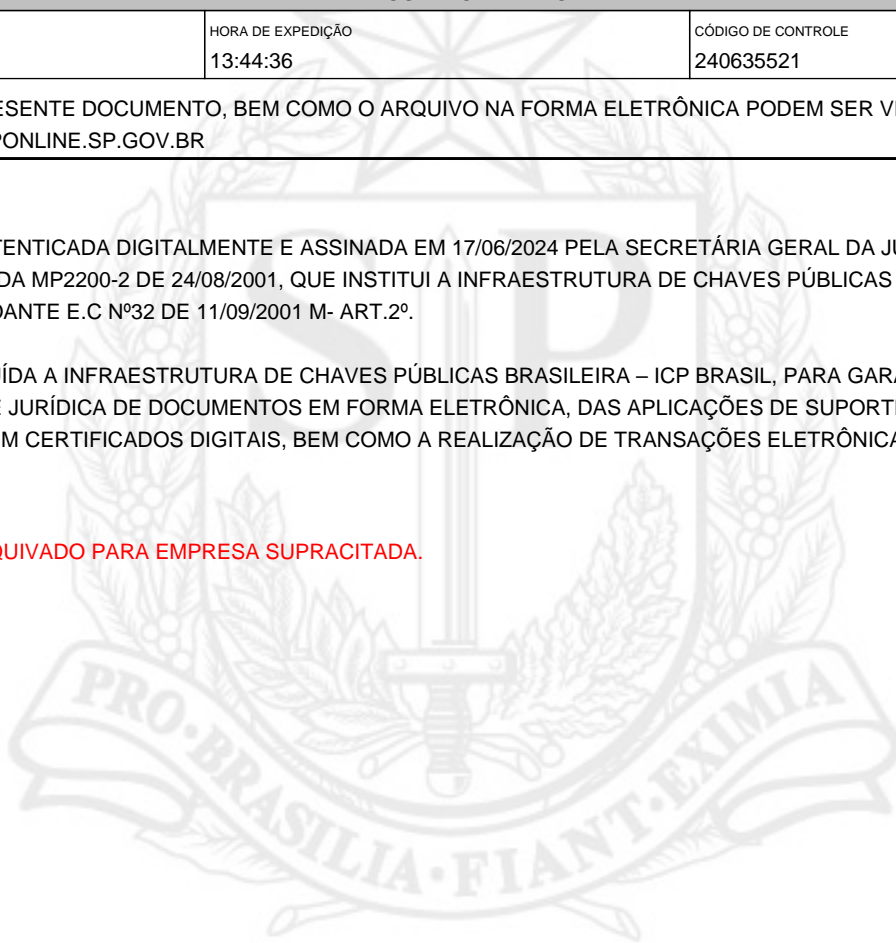 HORA DE EXPEDIÇÃO
CÓDIGO DE CONTROLE
13:44:36
240635521
ESENTE DOCUMENTO, BEM COMO O ARQUIVO NA FORMA ELETRÔNICA PODEM SER V
PONLINE.SP.GOV.BR
TENTICADA DIGITALMENTE E ASSINADA EM 17/06/2024 PELA SECRETÁRIA GERAL DA JU
DA MP2200-2 DE 24/08/2001, QUE INSTITUI A INFRAESTRUTURA DE CHAVES PÚBLICAS
DANTE E.C Nº32 DE 11/09/2001 M- ART.2º.
ÍDA A INFRAESTRUTURA DE CHAVES PÚBLICAS BRASILEIRA – ICP BRASIL, PARA GARA
E JURÍDICA DE DOCUMENTOS EM FORMA ELETRÔNICA, DAS APLICAÇÕES DE SUPORT
M CERTIFICADOS DIGITAIS, BEM COMO A REALIZAÇÃO DE TRANSAÇÕES ELETRÔNICA
QUIVADO PARA EMPRESA SUPRACITADA.
SP
PRO·BRASILIA·FIANT·EXIMIA